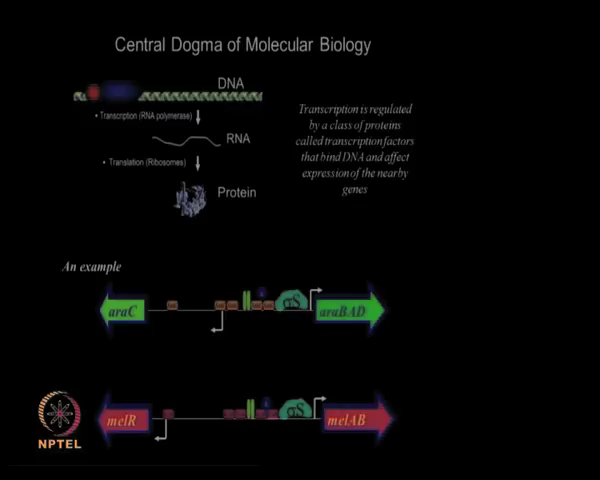 Central Dogma of Molecular Biology
DNA
• Transcription (RNA polymerase)
RNA
• Translation (Ribosomes)
Protein
Transcription is regulated
by a class of proteins
called transcription factors
that bind DNA and affect
expression of the nearby
genes
An example
araC
σS
araBAD
melR
σS
melAB
NPTEL